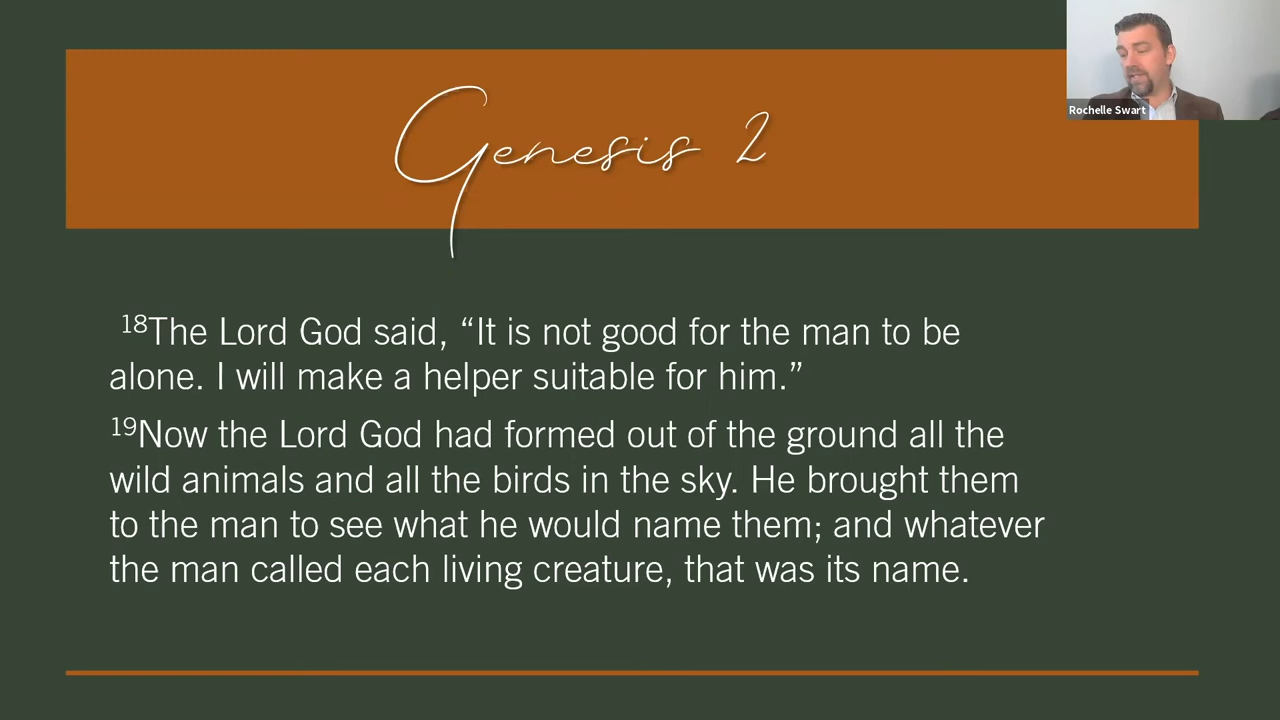 Rochelle Swart
Genesis 2
18The Lord God said, “It is not good for the man to be
alone. I will make a helper suitable for him.”
19Now the Lord God had formed out of the ground all the
wild animals and all the birds in the sky. He brought them
to the man to see what he would name them; and whatever
the man called each living creature, that was its name.